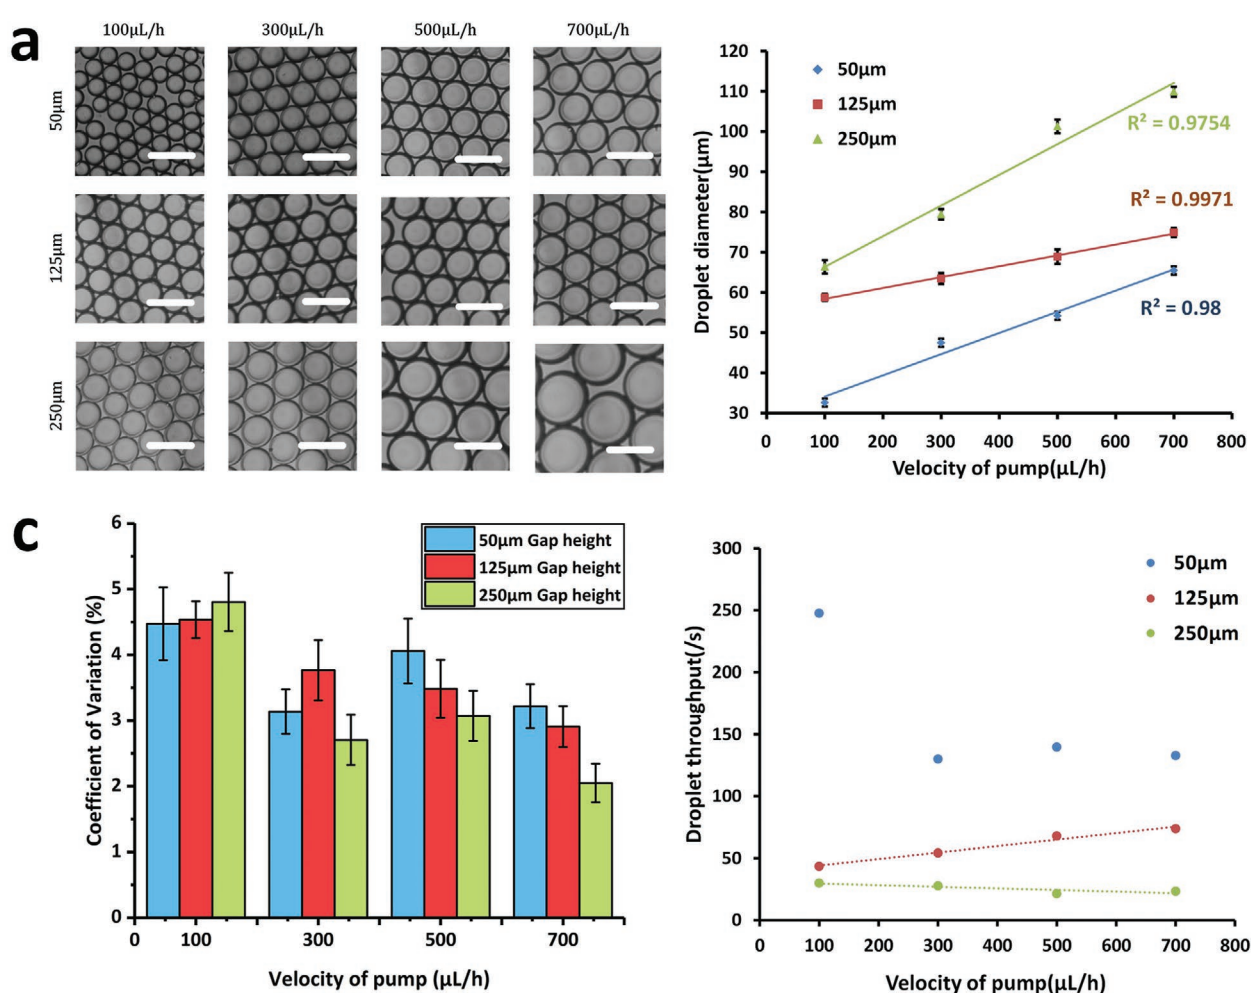 a
100µL/h
300µL/h
500µL/h
700µL/h
50µm
125µm
250µm
120
110
100
90
80
70
60
50
40
30
0
100
200
300
400
500
600
700
800
Droplet diameter(µm)
Velocity of pump(µL/h)
50µm
125µm
250µm
R² = 0.9754
R² = 0.9971
R² = 0.98
c
6
5
4
3
2
1
0
0
100
300
500
700
Coefficient of Variation (%)
Velocity of pump (µL/h)
50µm Gap height
125µm Gap height
250µm Gap height
300
250
200
150
100
50
0
0
100
200
300
400
500
600
700
800
Droplet throughput(/s)
Velocity of pump(µL/h)
50µm
125µm
250µm